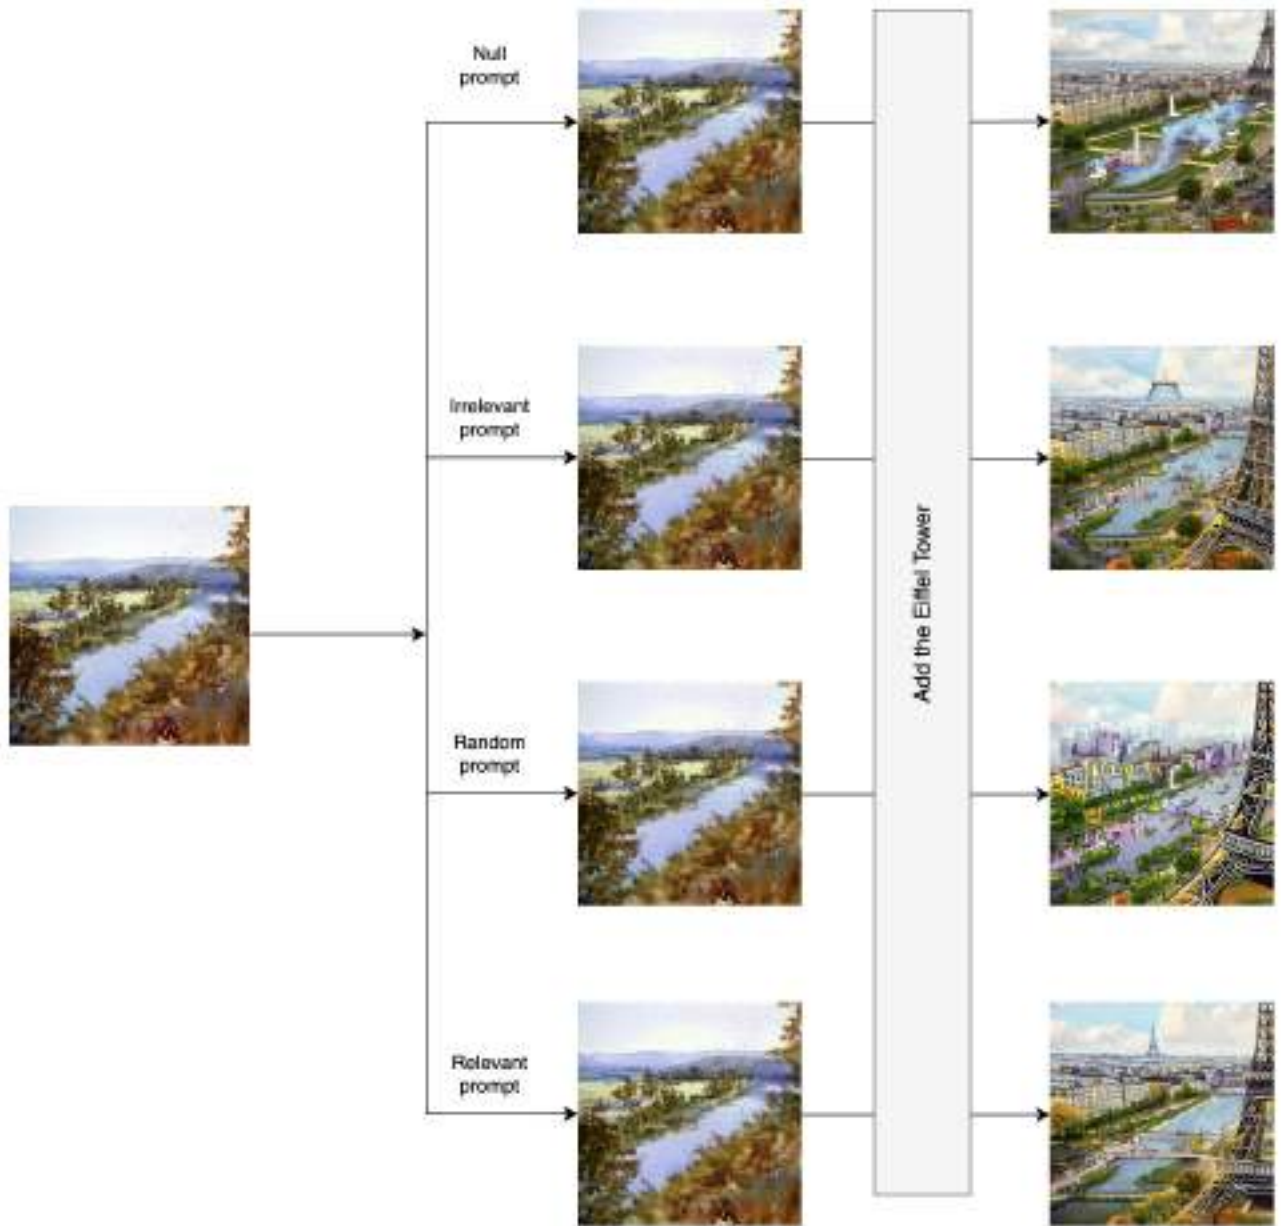 Null
prompt
Irrelevant
prompt
Add the Eiffel Tower
Random
prompt
Relevant
prompt